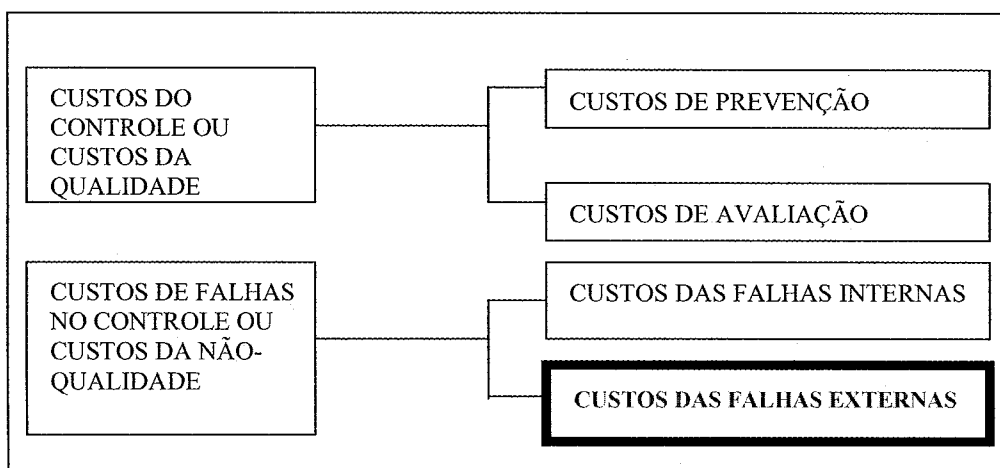 CUSTOS DO
CONTROLE OU
CUSTOS DA
QUALIDADE
CUSTOS DE PREVENÇÃO
CUSTOS DE AVALIAÇÃO
CUSTOS DE FALHAS
NO CONTROLE OU
CUSTOS DA NÃO-
QUALIDADE
CUSTOS DAS FALHAS INTERNAS
CUSTOS DAS FALHAS EXTERNAS